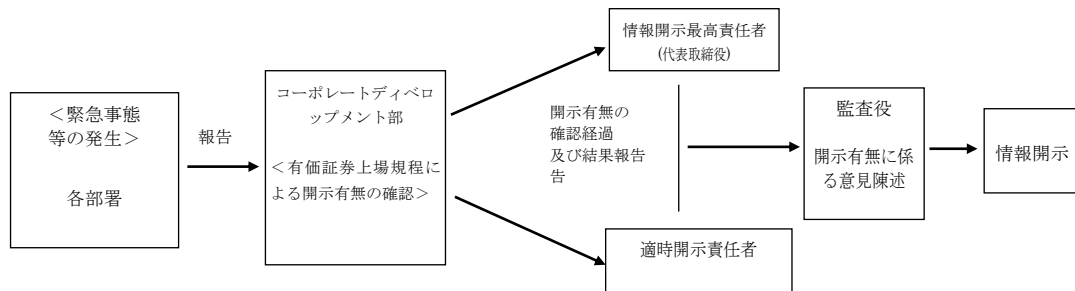 ＜緊急事態
等の発生＞
各部署
報告
コーポレートディベロ
ップメント部
＜有価証券上場規程に
よる開示有無の確認＞
情報開示最高責任者
(代表取締役)
開示有無の
確認経過
及び結果報告
告
適時開示責任者
監査役
開示有無に係
る意見陳述
情報開示